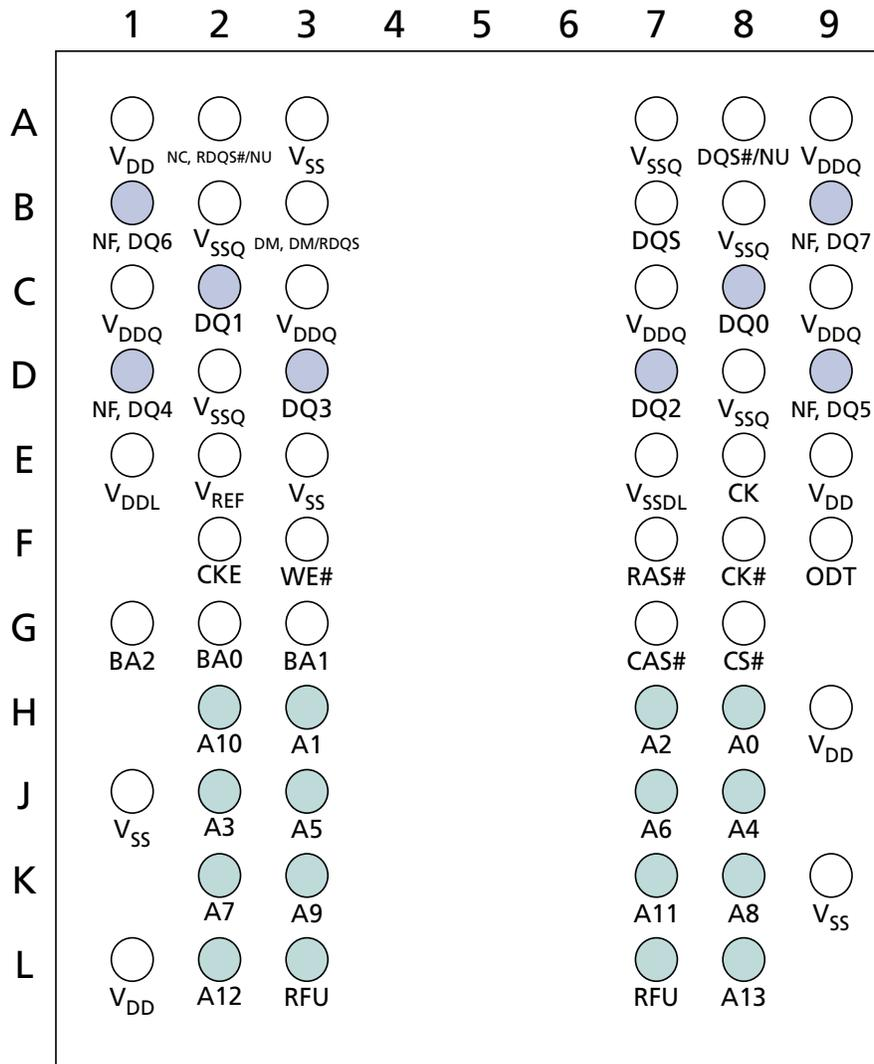 1 2 3 4 5 6 7 8 9
A
VDD NC, RDQS#/NU VSS VSSQ DQS#/NU VDDQ
B
NF, DQ6 VSSQ DM, DM/RDQS DQS VSSQ NF, DQ7
C
VDDQ DQ1 VDDQ VDDQ DQ0 VDDQ
D
NF, DQ4 VSSQ DQ3 DQ2 VSSQ NF, DQ5
E
VDDL VREF VSS VSSDL CK VDD
F
CKE WE# RAS# CK# ODT
G
BA2 BA0 BA1 CAS# CS#
H
A10 A1 A2 A0 VDD
J
VSS A3 A5 A6 A4
K
A7 A9 A11 A8 VSS
L
VDD A12 RFU RFU A13